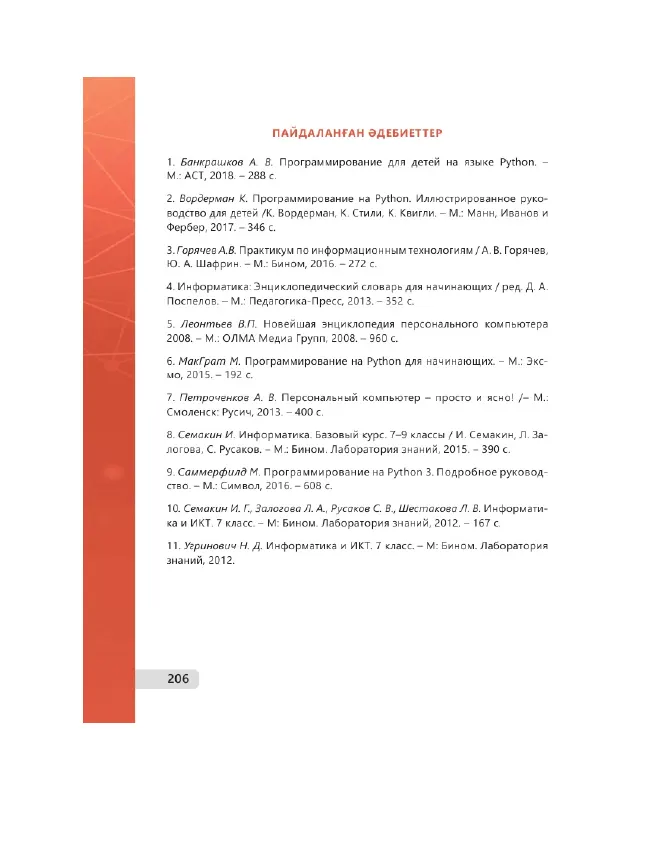 ПАЙДАЛАНҒАН ӘДЕБИЕТТЕР
1. Банкрашков А. В. Программирование для детей на языке Python. –
М.: АСТ, 2018. – 288 с.
2. Вордерман К. Программирование на Python. Иллюстрированное руко-
водство для детей /К. Вордерман, К. Стили, К. Квигли. – М.: Манн, Иванов и
Фербер, 2017. – 346 с.
3. Горячев А.В. Практикум по информационным технологиям / А. В. Горячев,
Ю. А. Шафрин. – М.: Бином, 2016. – 272 с.
4. Информатика: Энциклопедический словарь для начинающих / ред. Д. А.
Поспелов. – М.: Педагогика-Пресс, 2013. – 352 с.
5. Леонтьев В.П. Новейшая энциклопедия персонального компьютера
2008. – М.: ОЛМА Медиа Групп, 2008. – 960 с.
6. МакГрат М. Программирование на Python для начинающих. – М.: Экс-
мо, 2015. – 192 с.
7. Петроченков А. В. Персональный компьютер – просто и ясно! /– М.:
Смоленск: Русич, 2013. – 400 с.
8. Семакин И. Информатика. Базовый курс. 7–9 классы / И. Семакин, Л. За-
логова, С. Русаков. – М.: Бином. Лаборатория знаний, 2015. – 390 с.
9. Саммерфилд М. Программирование на Python 3. Подробное руковод-
ство. – М.: Символ, 2016. – 608 с.
10. Семакин И. Г., Залогова Л. А., Русаков С. В., Шестакова Л. В. Информати-
ка и ИКТ. 7 класс. – М: Бином. Лаборатория знаний, 2012. – 167 с.
11. Угринович Н. Д. Информатика и ИКТ. 7 класс. – М: Бином. Лаборатория
знаний, 2012.
206